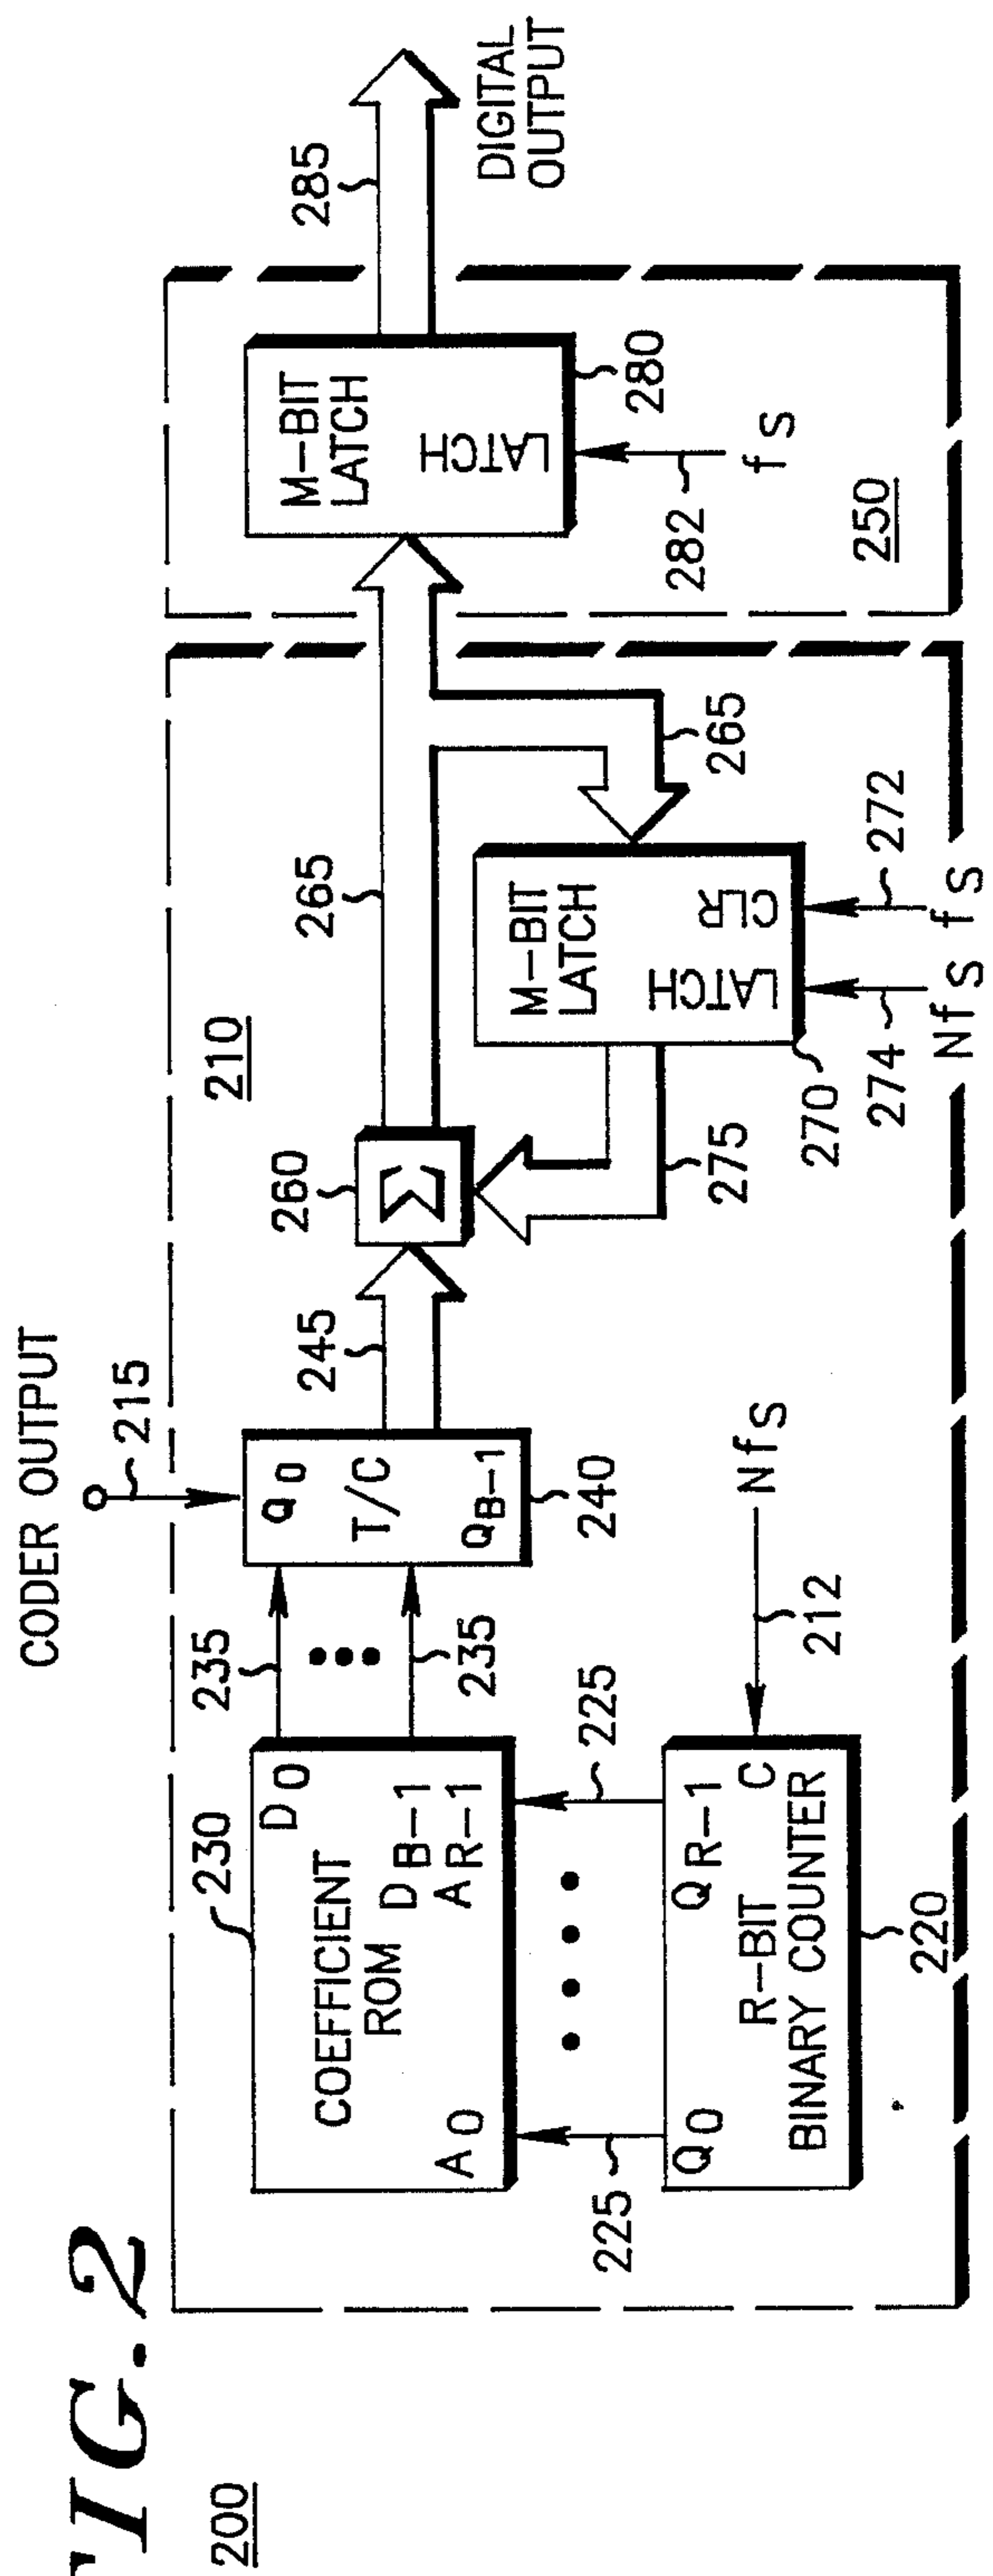 FIG. 2
200
CODER OUTPUT
215
210
230
COEFFICIENT
ROM
D0
DB-1
AR-1
A0
235
235
Q0
T/C
QB-1
240
245
260
Σ
265
265
M-BIT
LATCH
LATCH
CLR
270
275
274
NfS
272
fS
225
225
Q0
QR-1
R-BIT
BINARY COUNTER
C
220
212
NfS
M-BIT
LATCH
LATCH
280
282
fS
250
285
DIGITAL
OUTPUT